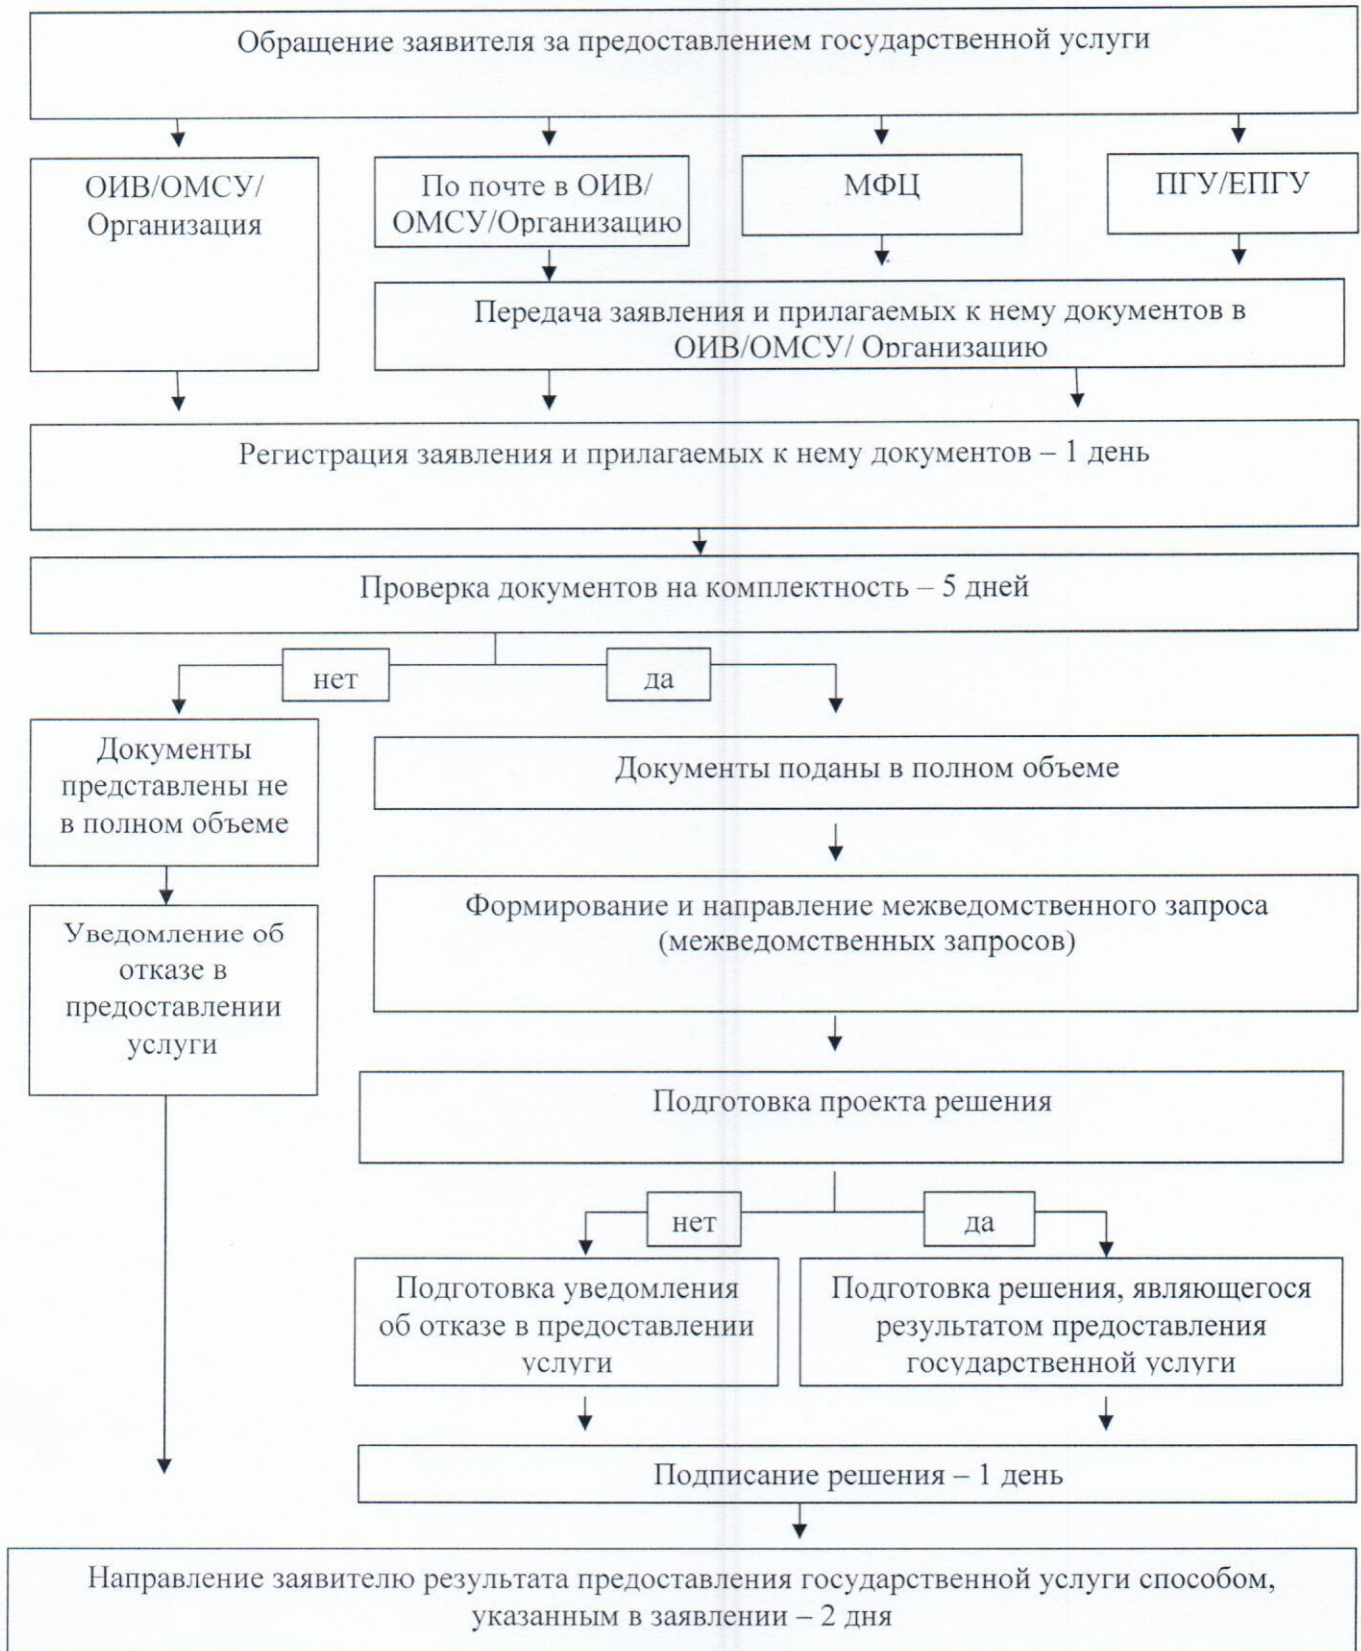 Обращение заявителя за предоставлением государственной услуги
ОИВ/ОМСУ/
Организация
По почте в ОИВ/
ОМСУ/Организацию
МФЦ
ПГУ/ЕПГУ
Передача заявления и прилагаемых к нему документов в
ОИВ/ОМСУ/ Организацию
Регистрация заявления и прилагаемых к нему документов – 1 день
Проверка документов на комплектность – 5 дней
нет
да
Документы
представлены не
в полном объеме
Документы поданы в полном объеме
Уведомление об
отказе в
предоставлении
услуги
Формирование и направление межведомственного запроса
(межведомственных запросов)
Подготовка проекта решения
нет
да
Подготовка уведомления
об отказе в предоставлении
услуги
Подготовка решения, являющегося
результатом предоставления
государственной услуги
Подписание решения – 1 день
Направление заявителю результата предоставления государственной услуги способом,
указанным в заявлении – 2 дня